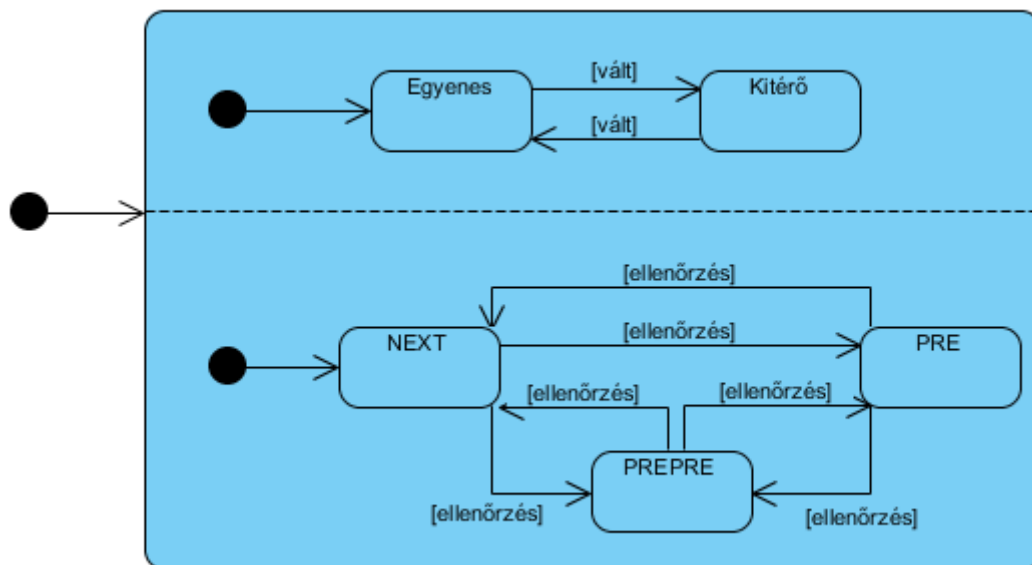 [vált]
Egyenes
Kitérő
[vált]
[ellenőrzés]
[ellenőrzés]
NEXT
PRE
[ellenőrzés]
[ellenőrzés]
PREPRE
[ellenőrzés]
[ellenőrzés]